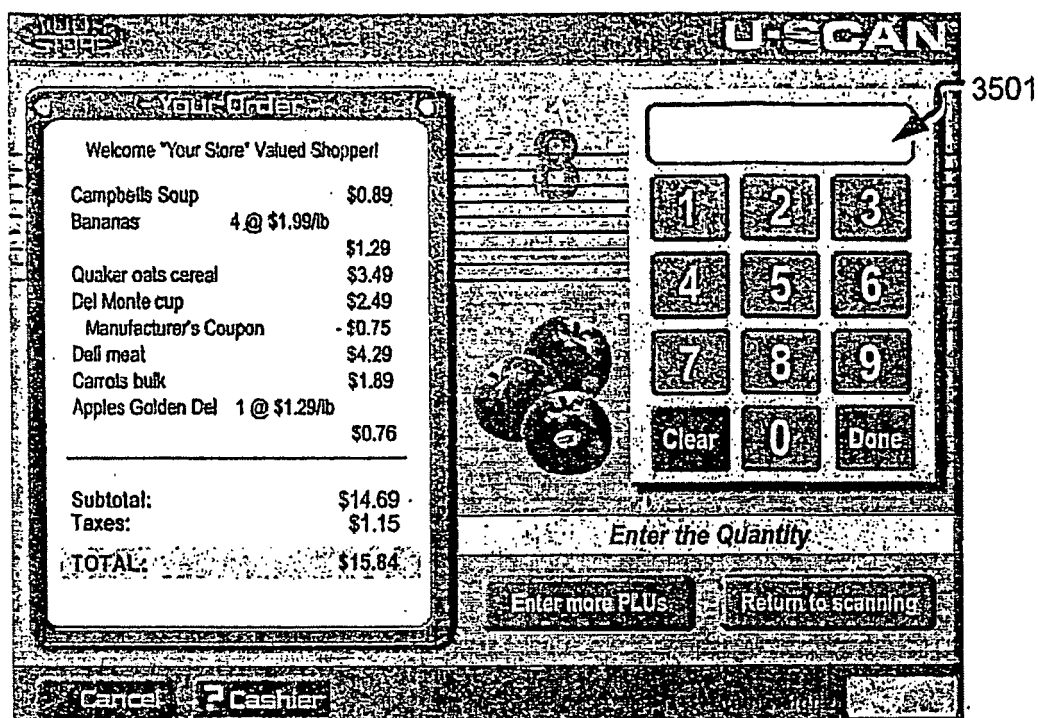 YOUR STORE
U-SCAN
3501
Your Order
Welcome "Your Store" Valued Shopper!
Campbells Soup $0.89
Bananas 4 @ $1.99/lb
$1.29
Quaker oats cereal $3.49
Del Monte cup $2.49
Manufacturer's Coupon - $0.75
Deli meat $4.29
Carrots bulk $1.89
Apples Golden Del 1 @ $1.29/lb
$0.76
Subtotal: $14.69
Taxes: $1.15
TOTAL: $15.84
1 2 3
4 5 6
7 8 9
Clear 0 Done
Enter the Quantity
Enter more PLUs Return to scanning
Cancel ? Cashier